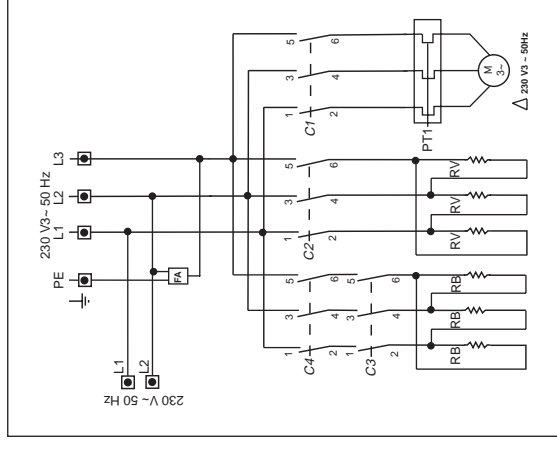 230 V3~ 50 Hz
PE L1 L2 L3
FA
L1
L2
230 V~ 50 Hz
1 3 5
C1
2 4 6
PT1
M
3~
△ 230 V3 ~ 50Hz
1 3 5
C2
2 4 6
RV RV RV
1 3 5
C4
2 4 6
1 3 5
C3
2 4 6
RB RB RB